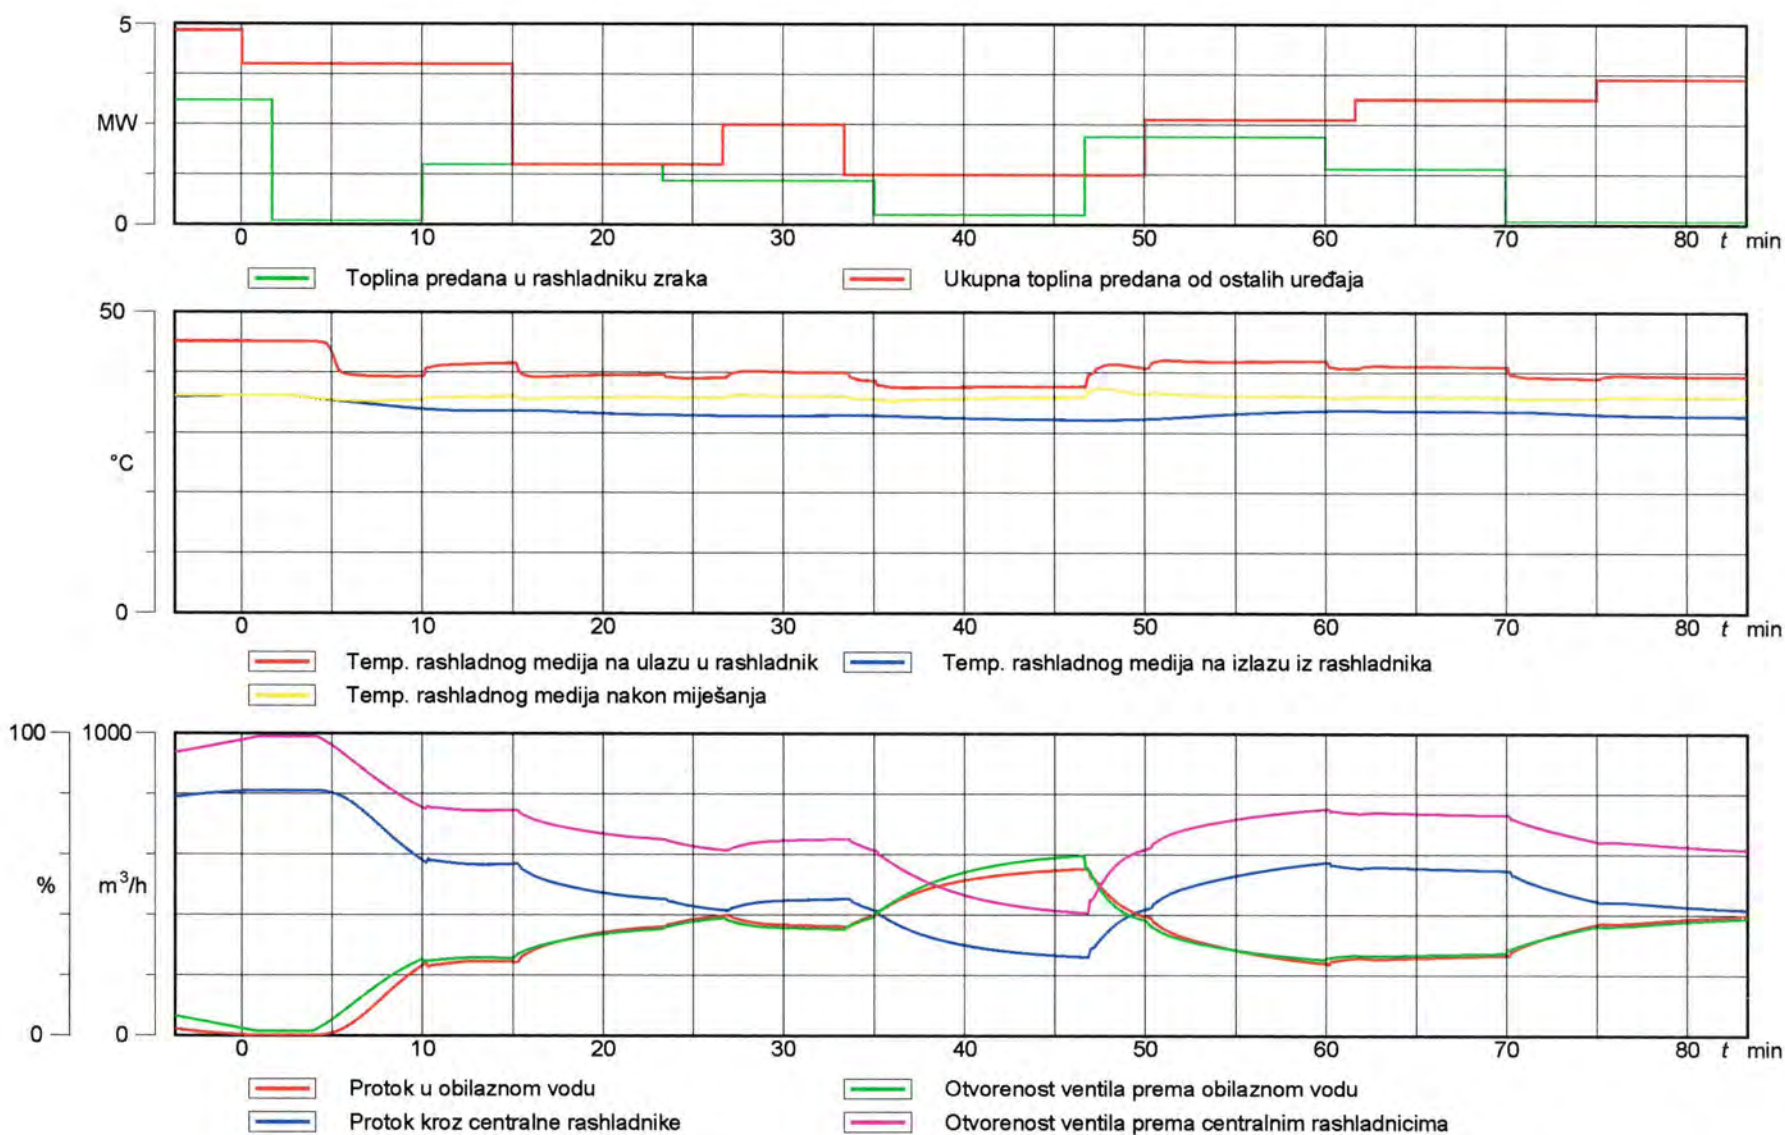 5
MW
0
0 10 20 30 40 50 60 70 80 t min
Toplina predana u rashladniku zraka Ukupna toplina predana od ostalih uređaja
50
°C
0
0 10 20 30 40 50 60 70 80 t min
Temp. rashladnog medija na ulazu u rashladnik Temp. rashladnog medija na izlazu iz rashladnika
Temp. rashladnog medija nakon miješanja
100 1000
% m³/h
0 0
0 10 20 30 40 50 60 70 80 t min
Protok u obilaznom vodu Otvorenost ventila prema obilaznom vodu
Protok kroz centralne rashladnike Otvorenost ventila prema centralnim rashladnicima